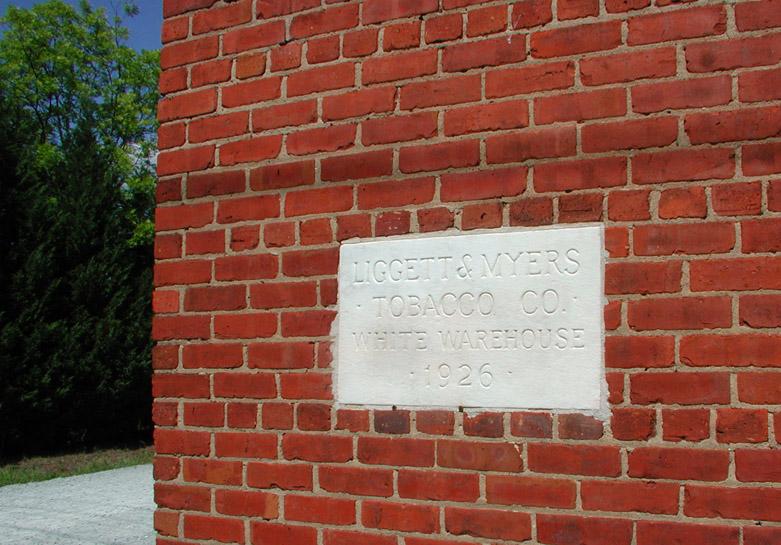 LIGGETT & MYERS
· TOBACCO CO. ·
WHITE WAREHOUSE
· 1926 ·